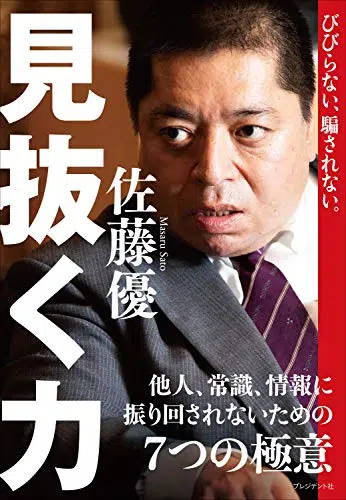 びびらない、騙されない。
見抜く力
佐藤優
Masaru Sato
他人、常識、情報に
振り回されないための
7つの極意
プレジデント社